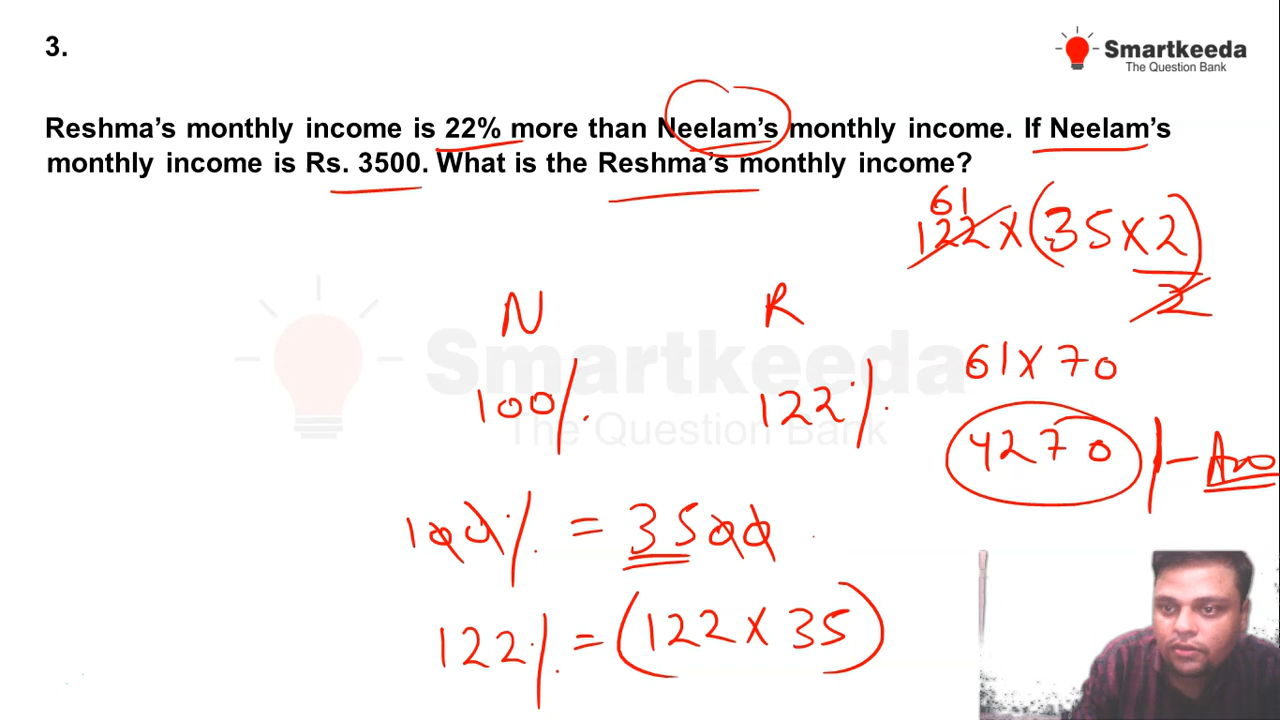 3.
Smartkeeda
The Question Bank
Reshma's monthly income is 22% more than Neelam's monthly income. If Neelam's
monthly income is Rs. 3500. What is the Reshma's monthly income?
61
122 × (35 × 2)
2
N R
100% 122%
61 × 70
4270 /- Ans
100% = 3500
122% = (122 × 35)
Smartkeeda
The Question Bank